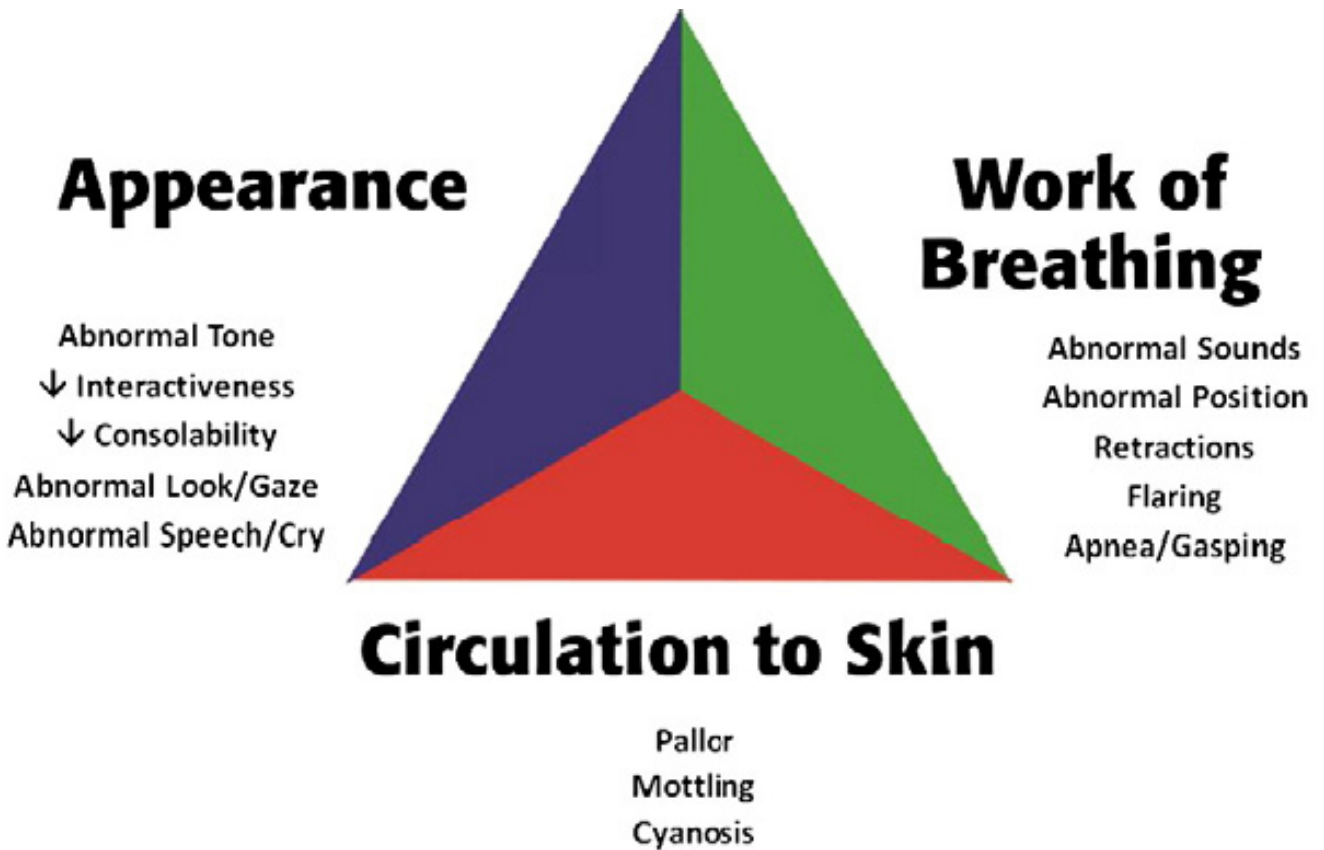 Appearance
Abnormal Tone
↓ Interactiveness
↓ Consolability
Abnormal Look/Gaze
Abnormal Speech/Cry
Work of
Breathing
Abnormal Sounds
Abnormal Position
Retractions
Flaring
Apnea/Gasping
Circulation to Skin
Pallor
Mottling
Cyanosis